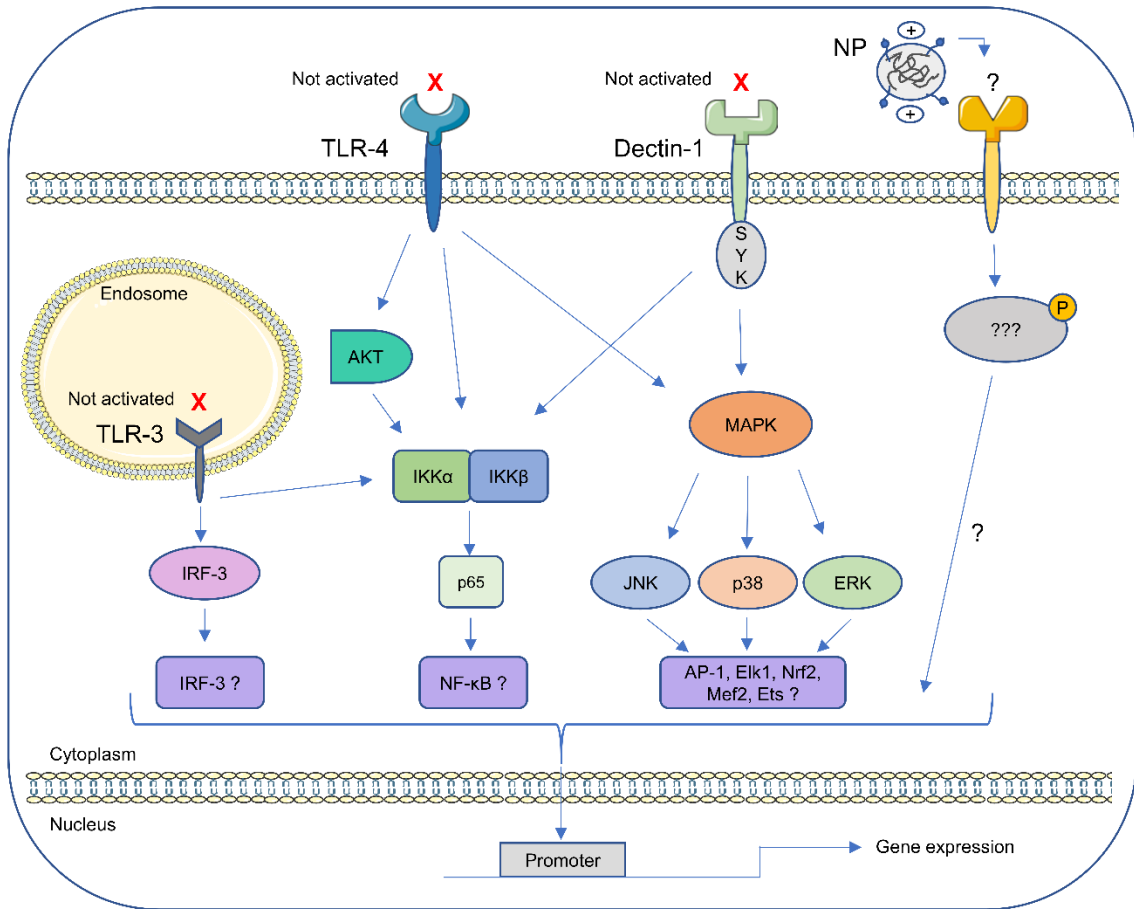 NP
+
+
?
Not activated X
TLR-4
Not activated X
Dectin-1
S
Y
K
Endosome
Not activated X
TLR-3
AKT
P
???
MAPK
IKKα
IKKβ
?
IRF-3
p65
JNK
p38
ERK
IRF-3 ?
NF-κB ?
AP-1, Elk1, Nrf2,
Mef2, Ets ?
Cytoplasm
Nucleus
Promoter
Gene expression